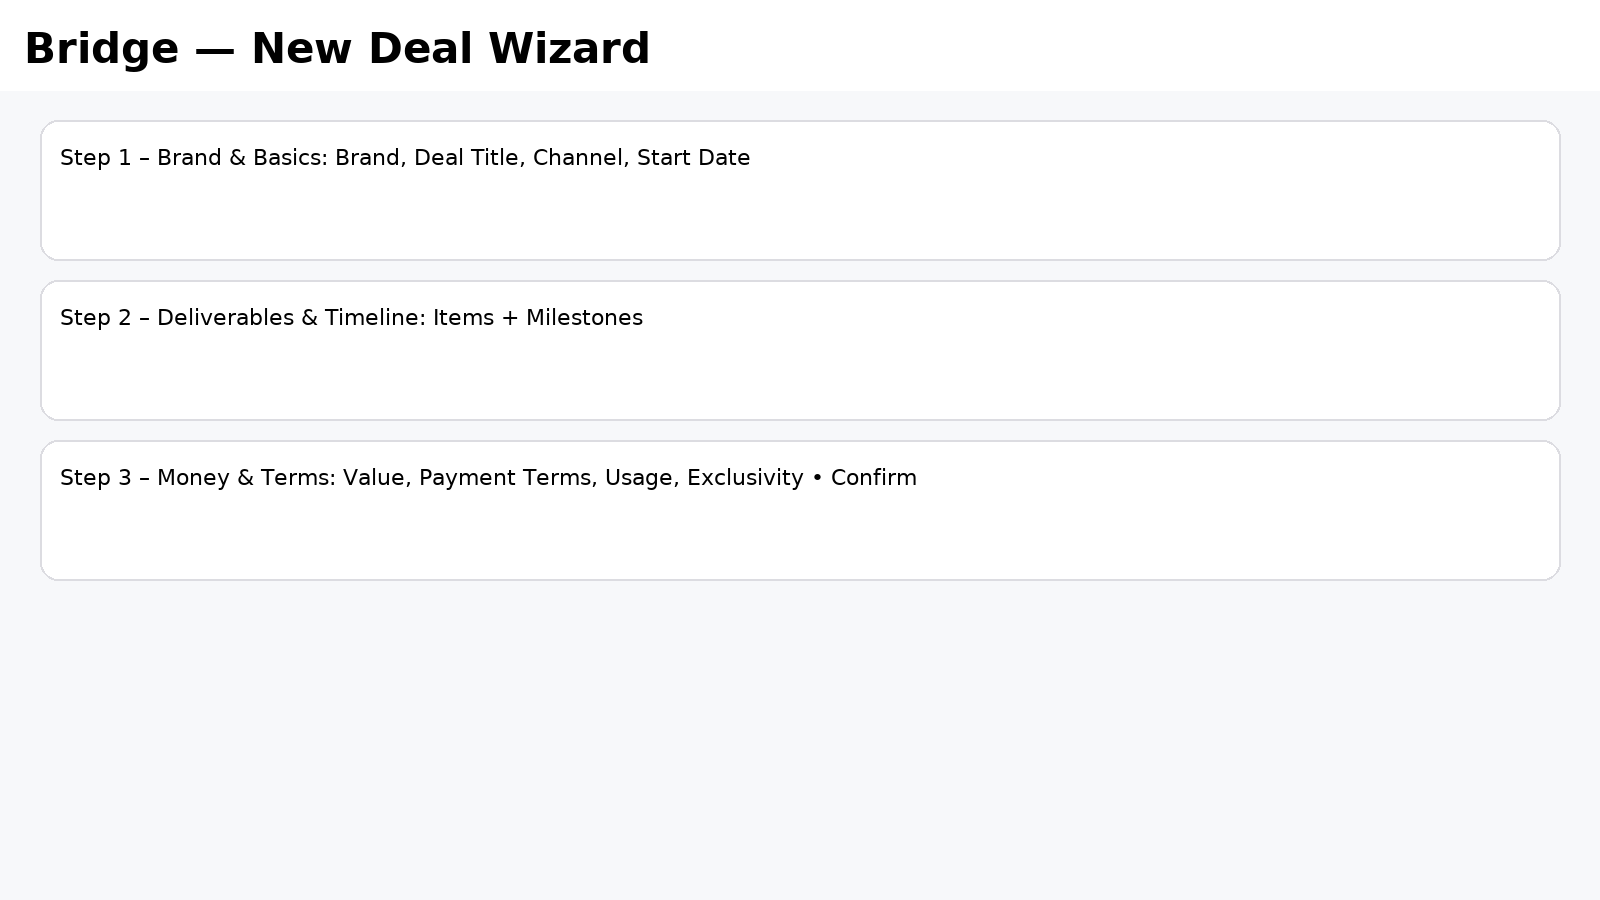 Bridge — New Deal Wizard
Step 1 – Brand & Basics: Brand, Deal Title, Channel, Start Date
Step 2 – Deliverables & Timeline: Items + Milestones
Step 3 – Money & Terms: Value, Payment Terms, Usage, Exclusivity • Confirm